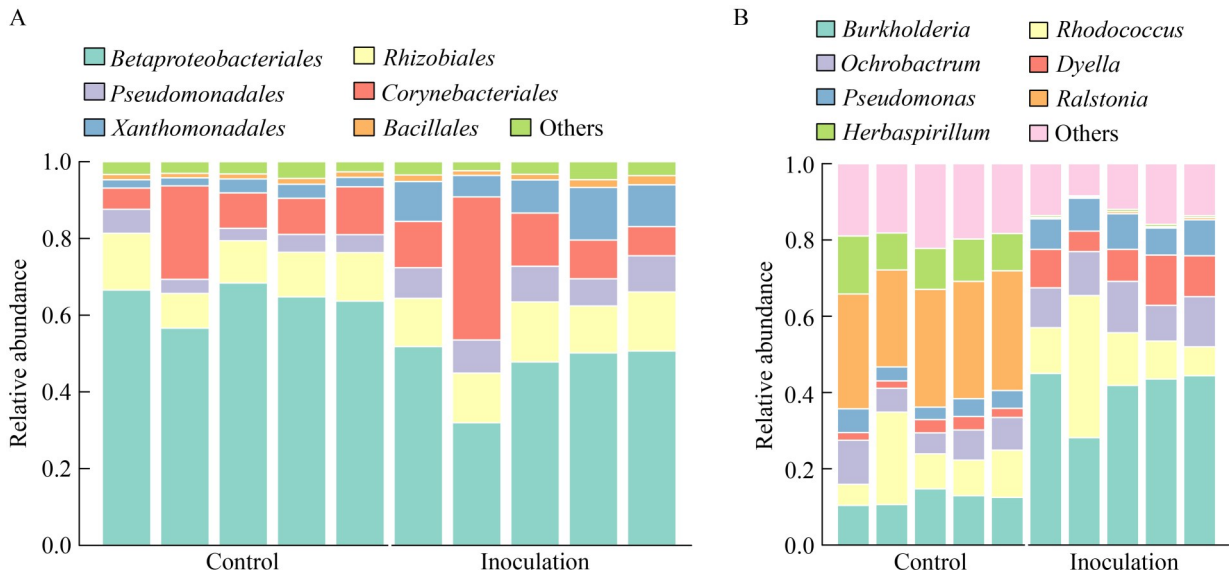 A
Betaproteobacteriales
Rhizobiales
Pseudomonadales
Corynebacteriales
Xanthomonadales
Bacillales
Others
1.0
0.8
0.6
0.4
0.2
0.0
Relative abundance
Control
Inoculation
B
Burkholderia
Rhodococcus
Ochrobactrum
Dyella
Pseudomonas
Ralstonia
Herbaspirillum
Others
1.0
0.8
0.6
0.4
0.2
0.0
Relative abundance
Control
Inoculation